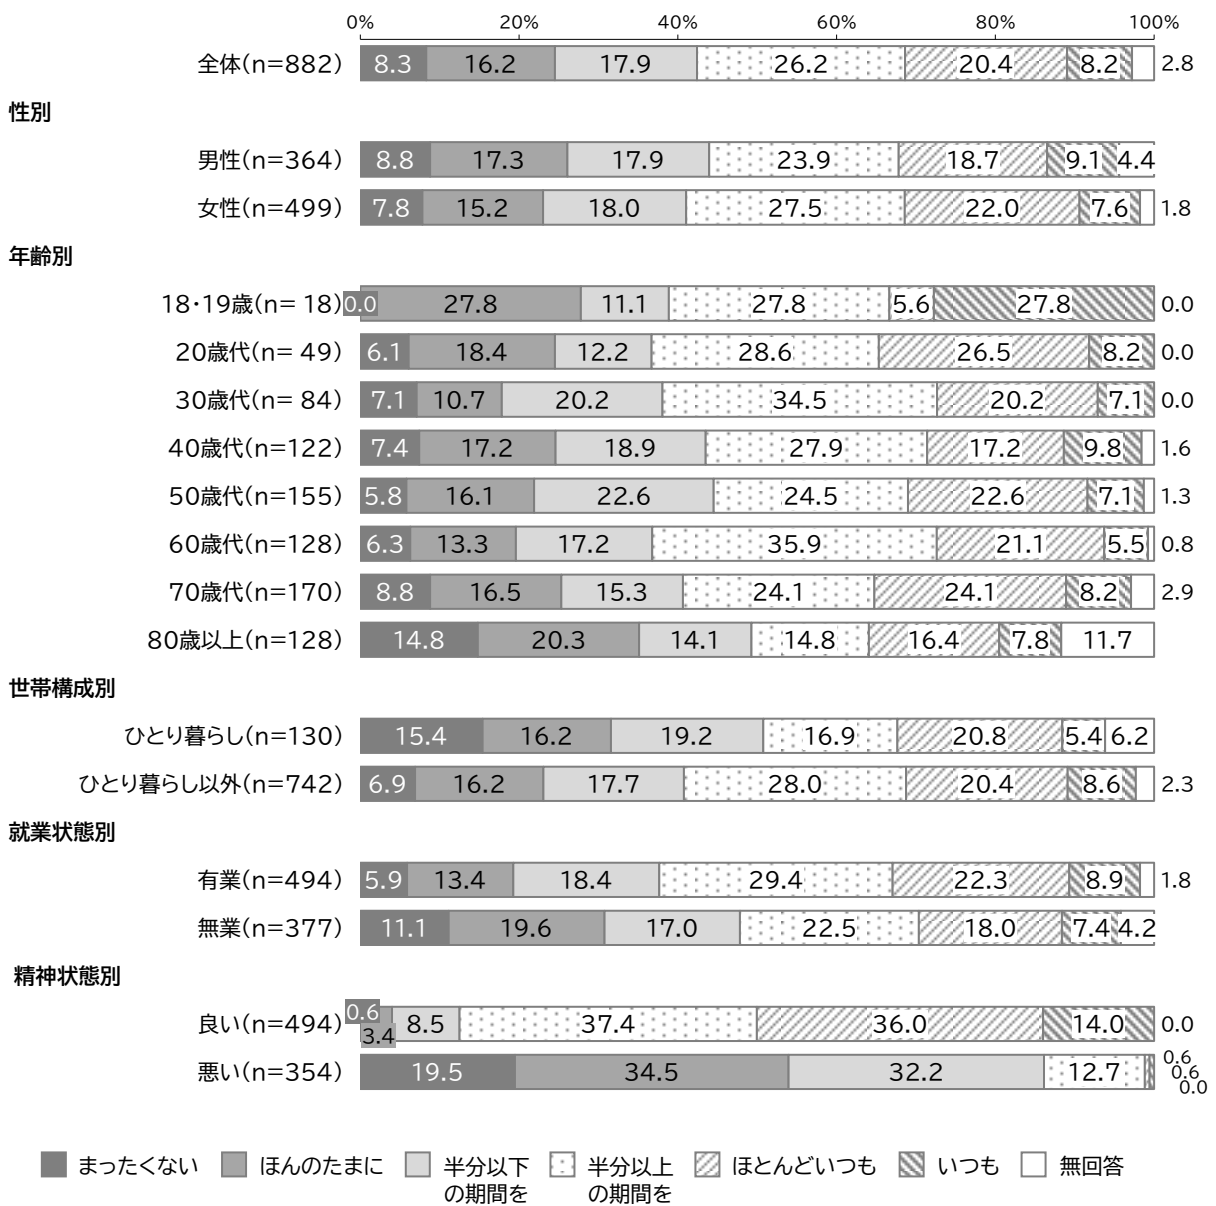 0% 20% 40% 60% 80% 100%
全体(n=882) 8.3 16.2 17.9 26.2 20.4 8.2 2.8
性別
男性(n=364) 8.8 17.3 17.9 23.9 18.7 9.1 4.4
女性(n=499) 7.8 15.2 18.0 27.5 22.0 7.6 1.8
年齢別
18・19歳(n= 18) 0.0 27.8 11.1 27.8 5.6 27.8 0.0
20歳代(n= 49) 6.1 18.4 12.2 28.6 26.5 8.2 0.0
30歳代(n= 84) 7.1 10.7 20.2 34.5 20.2 7.1 0.0
40歳代(n=122) 7.4 17.2 18.9 27.9 17.2 9.8 1.6
50歳代(n=155) 5.8 16.1 22.6 24.5 22.6 7.1 1.3
60歳代(n=128) 6.3 13.3 17.2 35.9 21.1 5.5 0.8
70歳代(n=170) 8.8 16.5 15.3 24.1 24.1 8.2 2.9
80歳以上(n=128) 14.8 20.3 14.1 14.8 16.4 7.8 11.7
世帯構成別
ひとり暮らし(n=130) 15.4 16.2 19.2 16.9 20.8 5.4 6.2
ひとり暮らし以外(n=742) 6.9 16.2 17.7 28.0 20.4 8.6 2.3
就業状態別
有業(n=494) 5.9 13.4 18.4 29.4 22.3 8.9 1.8
無業(n=377) 11.1 19.6 17.0 22.5 18.0 7.4 4.2
精神状態別
良い(n=494) 0.6 3.4 8.5 37.4 36.0 14.0 0.0
悪い(n=354) 19.5 34.5 32.2 12.7 0.6 0.6 0.0
まったくない ほんのたまに 半分以下 半分以上 ほとんどいつも いつも 無回答
の期間を の期間を